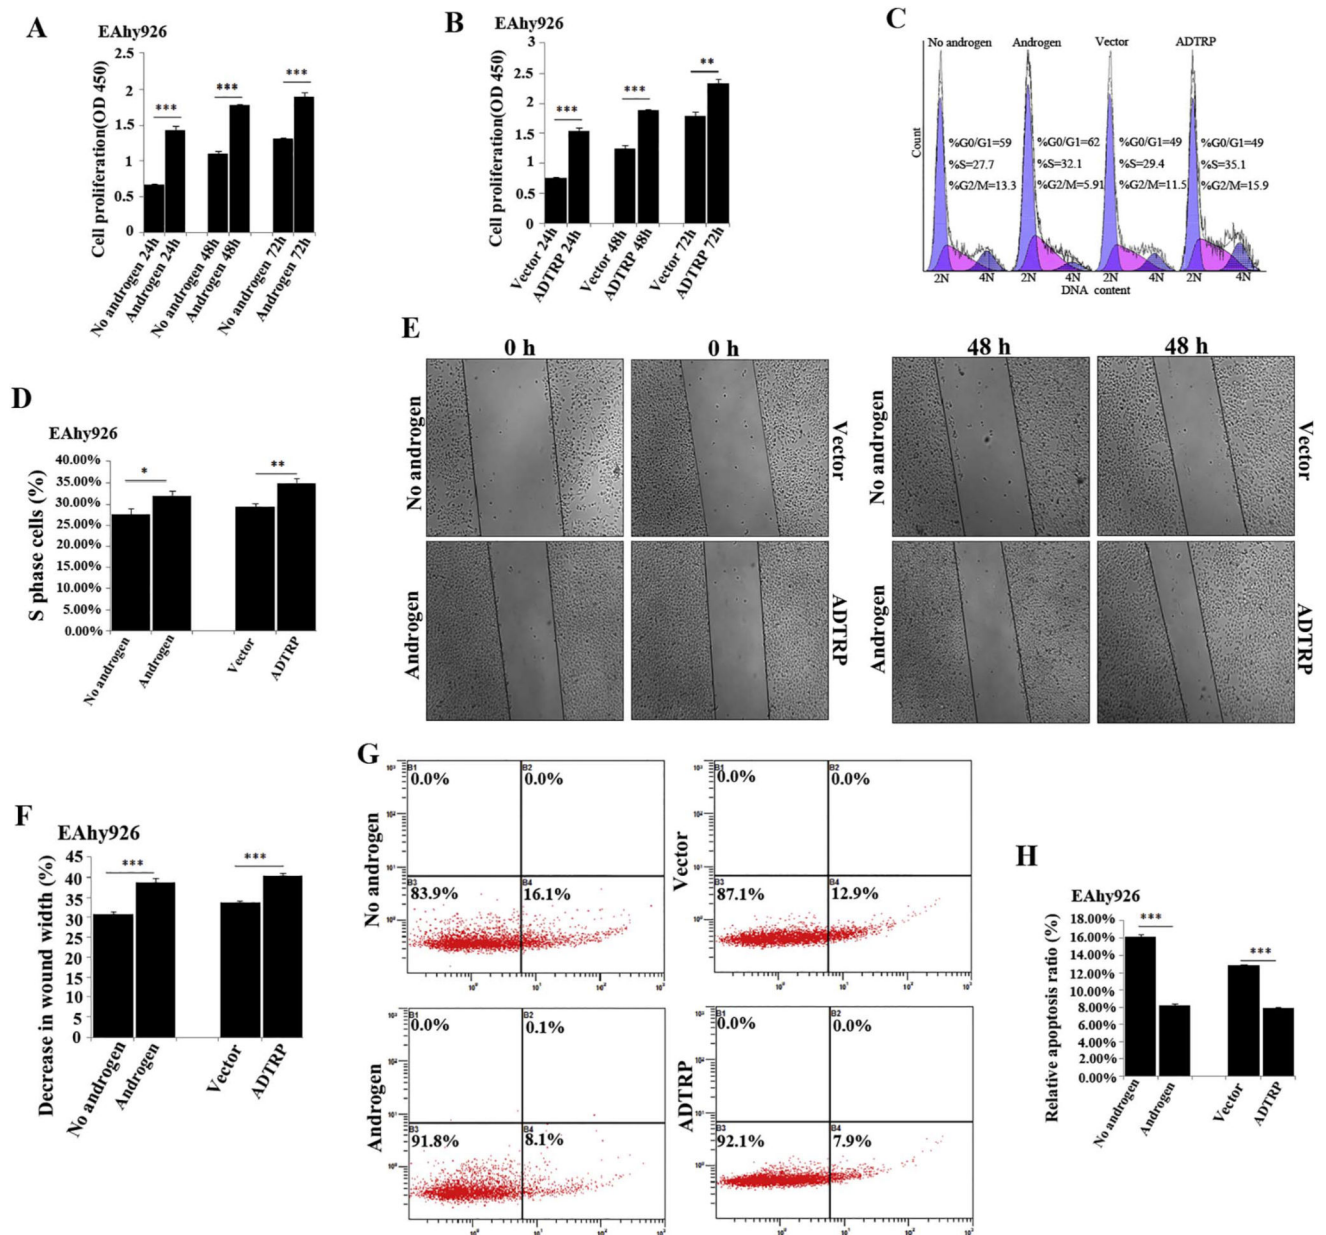 A
EAhy926
Cell proliferation(OD 450)
2.5
2
1.5
1
0.5
0
***
***
***
No androgen 24h
Androgen 24h
No androgen 48h
Androgen 48h
No androgen 72h
Androgen 72h
B
EAhy926
Cell proliferation(OD 450)
3
2.5
2
1.5
1
0.5
0
***
***
**
Vector 24h
ADTRP 24h
Vector 48h
ADTRP 48h
Vector 72h
ADTRP 72h
C
No androgen Androgen Vector ADTRP
Count
%G0/G1=59 %G0/G1=62 %G0/G1=49 %G0/G1=49
%S=27.7 %S=32.1 %S=29.4 %S=35.1
%G2/M=13.3 %G2/M=5.91 %G2/M=11.5 %G2/M=15.9
2N 4N 2N 4N 2N 4N 2N 4N
DNA content
D
EAhy926
S phase cells (%)
40.00%
35.00%
30.00%
25.00%
20.00%
15.00%
10.00%
5.00%
0.00%
*
**
No androgen
Androgen
Vector
ADTRP
E
0 h 0 h 48 h 48 h
No androgen
Vector
No androgen
Vector
Androgen
ADTRP
Androgen
ADTRP
F
EAhy926
Decrease in wound width (%)
45
40
35
30
25
20
15
10
5
0
***
***
No androgen
Androgen
Vector
ADTRP
G
No androgen
B1
0.0%
B2
0.0%
B3
83.9%
B4
16.1%
Vector
B1
0.0%
B2
0.0%
B3
87.1%
B4
12.9%
Androgen
B1
0.0%
B2
0.1%
B3
91.8%
B4
8.1%
ADTRP
B1
0.0%
B2
0.0%
B3
92.1%
B4
7.9%
H
EAhy926
Relative apoptosis ratio (%)
18.00%
16.00%
14.00%
12.00%
10.00%
8.00%
6.00%
4.00%
2.00%
0.00%
***
***
No androgen
Androgen
Vector
ADTRP